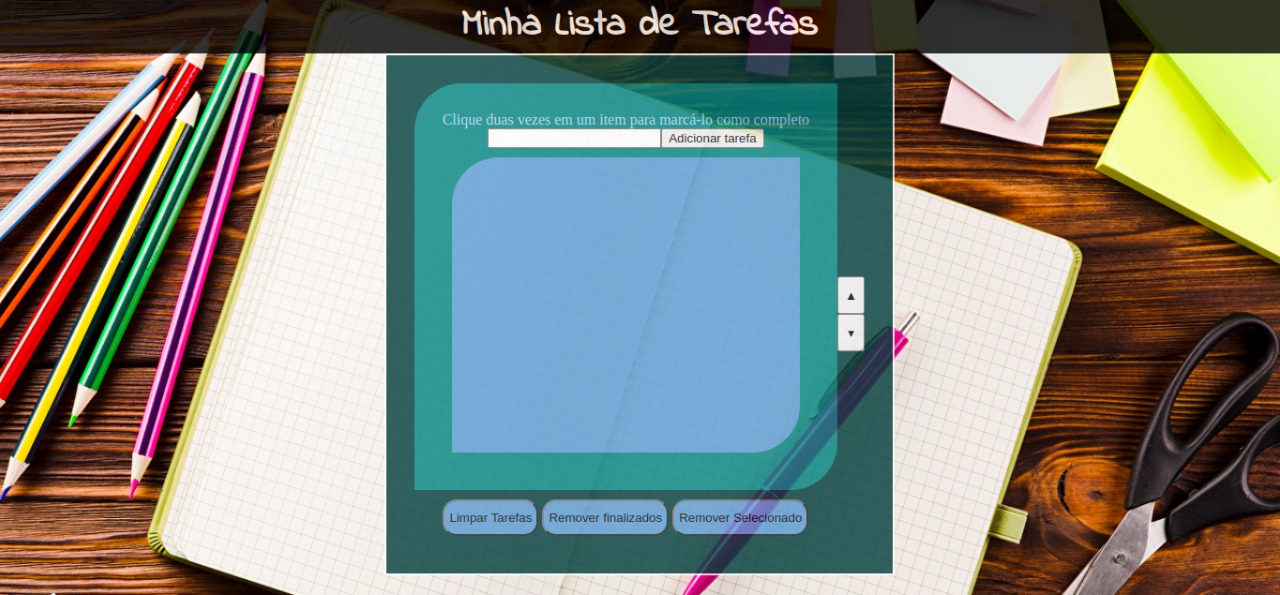 Minha Lista de Tarefas
Clique duas vezes em um item para marcá-lo como completo
Adicionar tarefa
▲
▼
Limpar Tarefas
Remover finalizados
Remover Selecionado